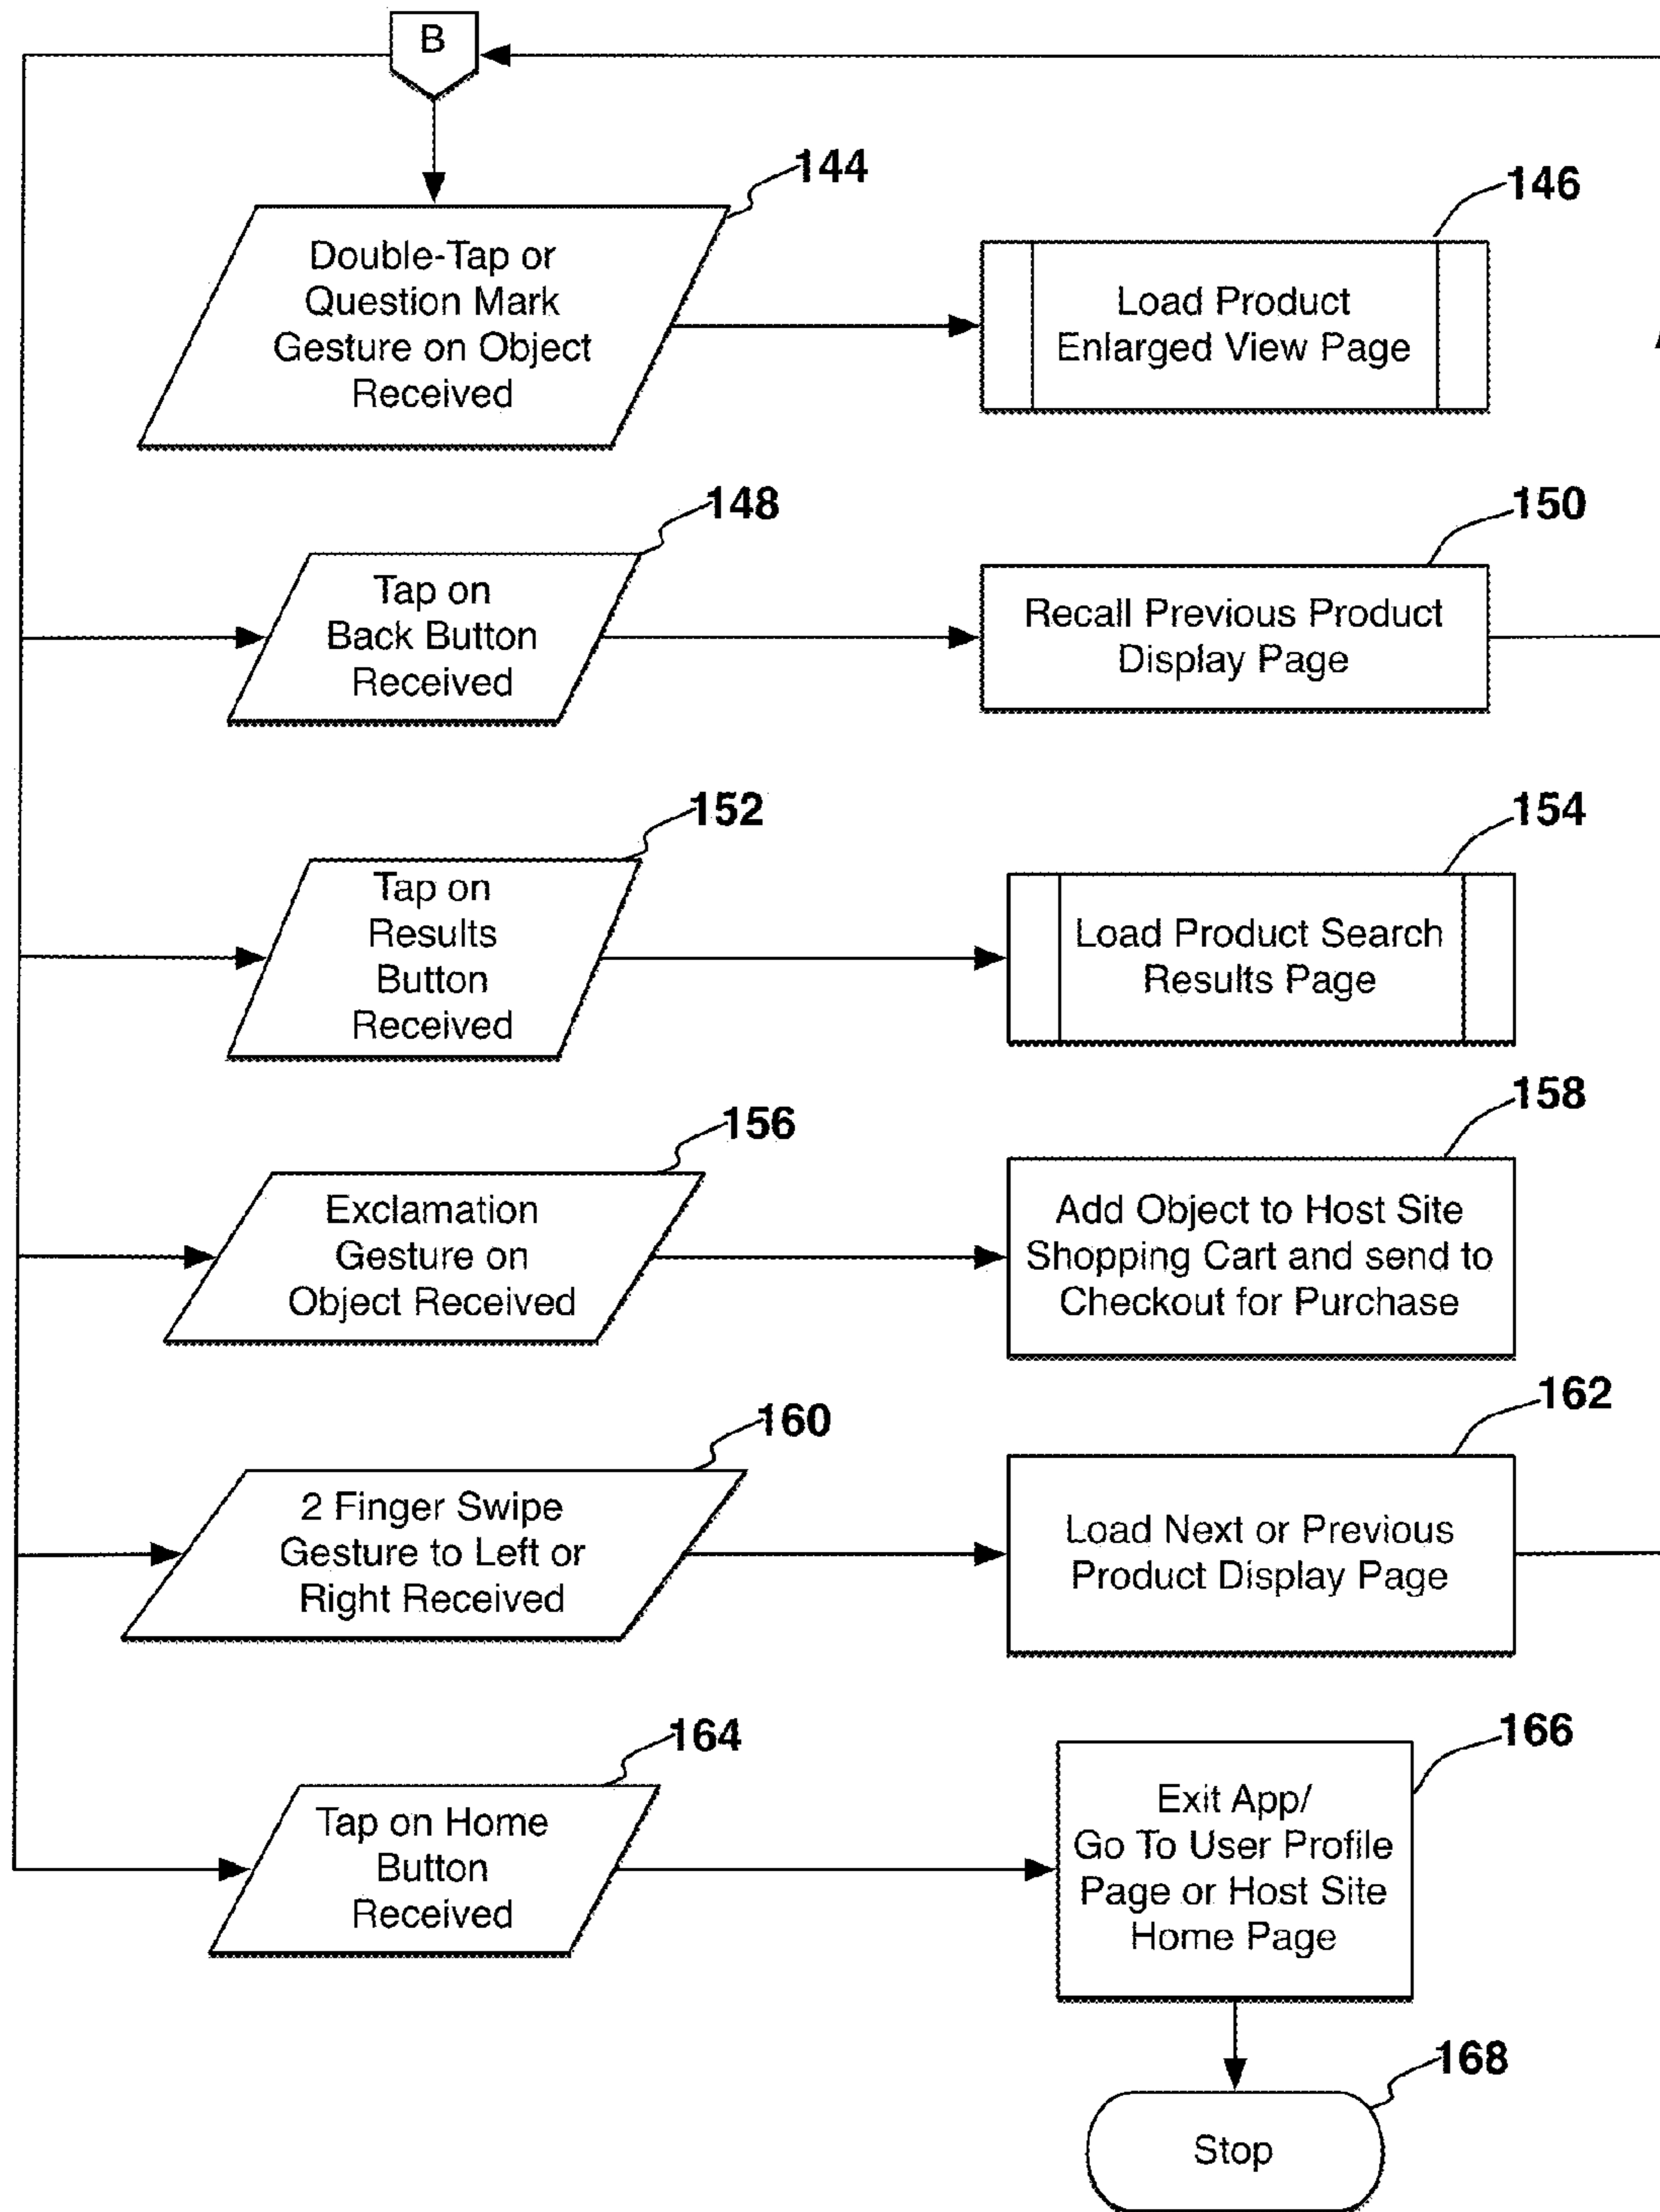 B
144
Double-Tap or
Question Mark
Gesture on Object
Received
146
Load Product
Enlarged View Page
148
Tap on
Back Button
Received
150
Recall Previous Product
Display Page
152
Tap on
Results
Button
Received
154
Load Product Search
Results Page
156
Exclamation
Gesture on
Object Received
158
Add Object to Host Site
Shopping Cart and send to
Checkout for Purchase
160
2 Finger Swipe
Gesture to Left or
Right Received
162
Load Next or Previous
Product Display Page
164
Tap on Home
Button
Received
166
Exit App/
Go To User Profile
Page or Host Site
Home Page
168
Stop